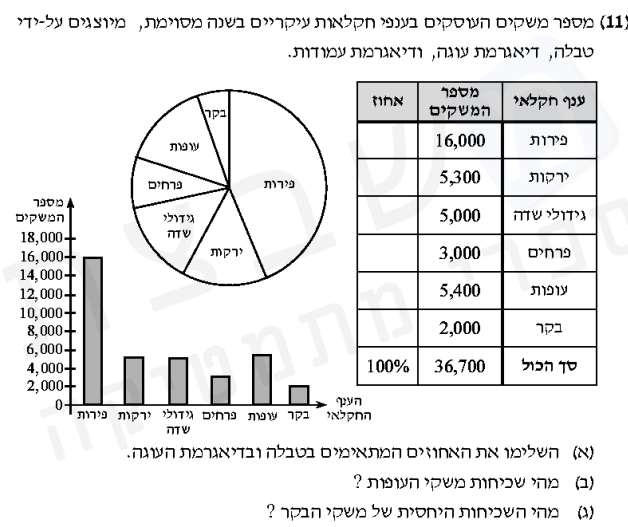 (11) מספר משקים העוסקים בענפי חקלאות עיקריים בשנה מסוימת, מיוצגים על-ידי
טבלה, דיאגרמת עוגה, ודיאגרמת עמודות.
ענף חקלאי מספר המשקים אחוז
פירות 16,000
ירקות 5,300
גידולי שדה 5,000
פרחים 3,000
עופות 5,400
בקר 2,000
סך הכול 36,700 100%
בקר
עופות
פרחים
גידולי
שדה
ירקות
פירות
מספר
המשקים
18,000
16,000
14,000
12,000
10,000
8,000
6,000
4,000
2,000
0
פירות ירקות גידולי שדה פרחים עופות בקר
הענף
החקלאי
(א) השלימו את האחוזים המתאימים בטבלה ובדיאגרמת העוגה.
(ב) מהי שכיחות משקי העופות ?
(ג) מהי השכיחות היחסית של משקי הבקר ?